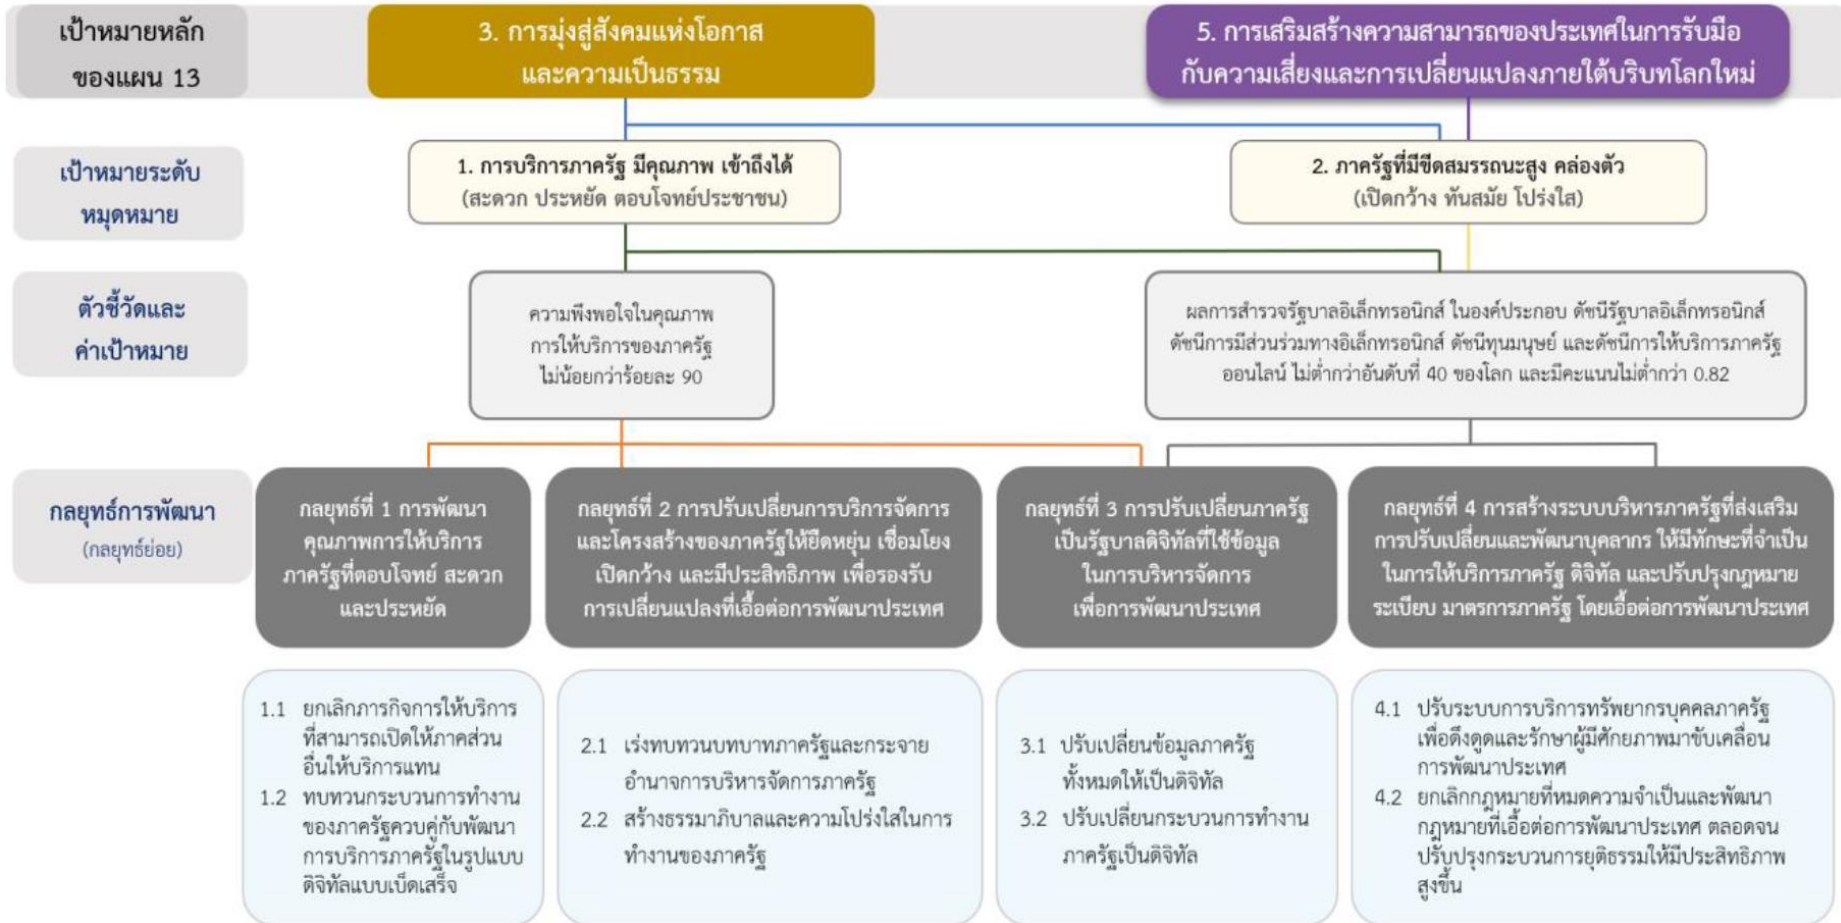 เป้าหมายหลัก
ของแผน 13
3. การมุ่งสู่สังคมแห่งโอกาส
และความเป็นธรรม
5. การเสริมสร้างความสามารถของประเทศในการรับมือ
กับความเสี่ยงและการเปลี่ยนแปลงภายใต้บริบทโลกใหม่
เป้าหมายระดับ
หมุดหมาย
1. การบริการภาครัฐ มีคุณภาพ เข้าถึงได้
(สะดวก ประหยัด ตอบโจทย์ประชาชน)
2. ภาครัฐที่มีขีดสมรรถนะสูง คล่องตัว
(เปิดกว้าง ทันสมัย โปร่งใส)
ตัวชี้วัดและ
ค่าเป้าหมาย
ความพึงพอใจในคุณภาพ
การให้บริการของภาครัฐ
ไม่น้อยกว่าร้อยละ 90
ผลการสำรวจรัฐบาลอิเล็กทรอนิกส์ ในองค์ประกอบ ดัชนีรัฐบาลอิเล็กทรอนิกส์
ดัชนีการมีส่วนร่วมทางอิเล็กทรอนิกส์ ดัชนีทุนมนุษย์ และดัชนีการให้บริการภาครัฐ
ออนไลน์ ไม่ต่ำกว่าอันดับที่ 40 ของโลก และมีคะแนนไม่ต่ำกว่า 0.82
กลยุทธ์การพัฒนา
(กลยุทธ์ย่อย)
กลยุทธ์ที่ 1 การพัฒนา
คุณภาพการให้บริการ
ภาครัฐที่ตอบโจทย์ สะดวก
และประหยัด
กลยุทธ์ที่ 2 การปรับเปลี่ยนการบริการจัดการ
และโครงสร้างของภาครัฐให้ยืดหยุ่น เชื่อมโยง
เปิดกว้าง และมีประสิทธิภาพ เพื่อรองรับ
การเปลี่ยนแปลงที่เอื้อต่อการพัฒนาประเทศ
กลยุทธ์ที่ 3 การปรับเปลี่ยนภาครัฐ
เป็นรัฐบาลดิจิทัลที่ใช้ข้อมูล
ในการบริหารจัดการ
เพื่อการพัฒนาประเทศ
กลยุทธ์ที่ 4 การสร้างระบบบริหารภาครัฐที่ส่งเสริม
การปรับเปลี่ยนและพัฒนาบุคลากร ให้มีทักษะที่จำเป็น
ในการให้บริการภาครัฐ ดิจิทัล และปรับปรุงกฎหมาย
ระเบียบ มาตรการภาครัฐ โดยเอื้อต่อการพัฒนาประเทศ
1.1 ยกเลิกภารกิจการให้บริการ
ที่สามารถเปิดให้ภาคส่วน
อื่นให้บริการแทน
1.2 ทบทวนกระบวนการทำงาน
ของภาครัฐควบคู่กับพัฒนา
การบริการภาครัฐในรูปแบบ
ดิจิทัลแบบเบ็ดเสร็จ
2.1 เร่งทบทวนบทบาทภาครัฐและกระจาย
อำนาจการบริหารจัดการภาครัฐ
2.2 สร้างธรรมาภิบาลและความโปร่งใสในการ
ทำงานของภาครัฐ
3.1 ปรับเปลี่ยนข้อมูลภาครัฐ
ทั้งหมดให้เป็นดิจิทัล
3.2 ปรับเปลี่ยนกระบวนการทำงาน
ภาครัฐเป็นดิจิทัล
4.1 ปรับระบบการบริการทรัพยากรบุคคลภาครัฐ
เพื่อดึงดูดและรักษาผู้มีศักยภาพมาขับเคลื่อน
การพัฒนาประเทศ
4.2 ยกเลิกกฎหมายที่หมดความจำเป็นและพัฒนา
กฎหมายที่เอื้อต่อการพัฒนาประเทศ ตลอดจน
ปรับปรุงกระบวนการยุติธรรมให้มีประสิทธิภาพ
สูงขึ้น